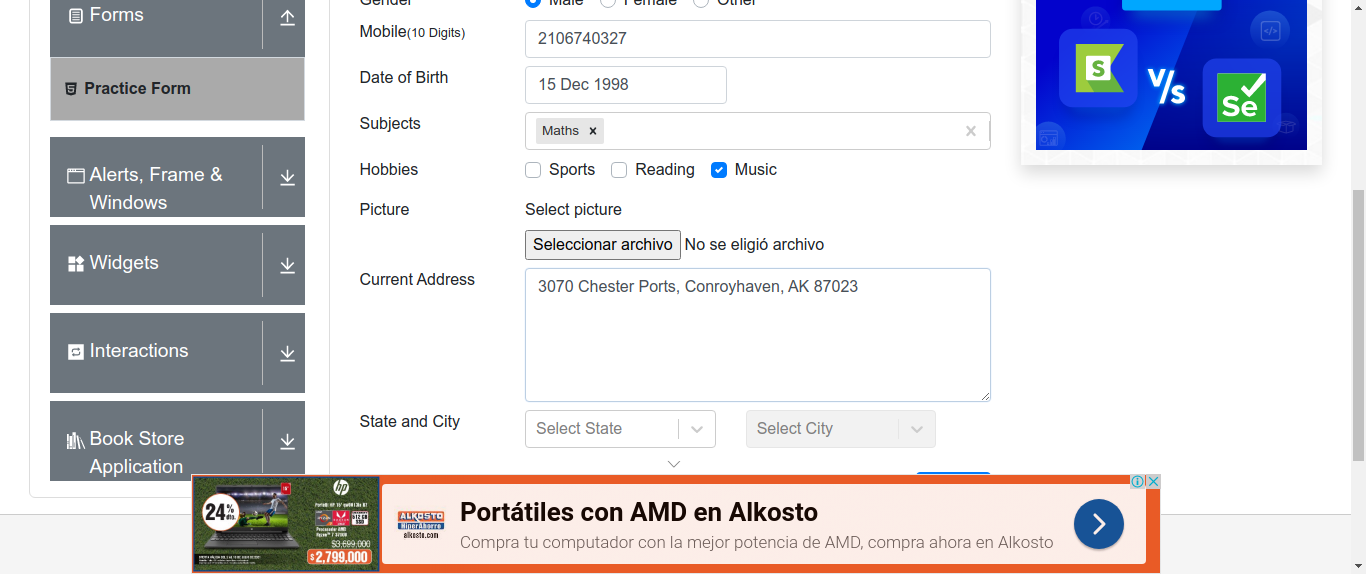 Forms
Practice Form
Alerts, Frame &
Windows
Widgets
Interactions
Book Store
Application
Gender Male Female Other
Mobile(10 Digits) 2106740327
Date of Birth 15 Dec 1998
Subjects Maths ×
Hobbies Sports Reading Music
Picture Select picture
Seleccionar archivo No se eligió archivo
Current Address 3070 Chester Ports, Conroyhaven, AK 87023
State and City Select State Select City
S V/s Se
hp
24% dto.
$3,699,000
$2,799,000
ALKOSTO
HiperAhorro
alkosto.com
Portátiles con AMD en Alkosto
Compra tu computador con la mejor potencia de AMD, compra ahora en Alkosto